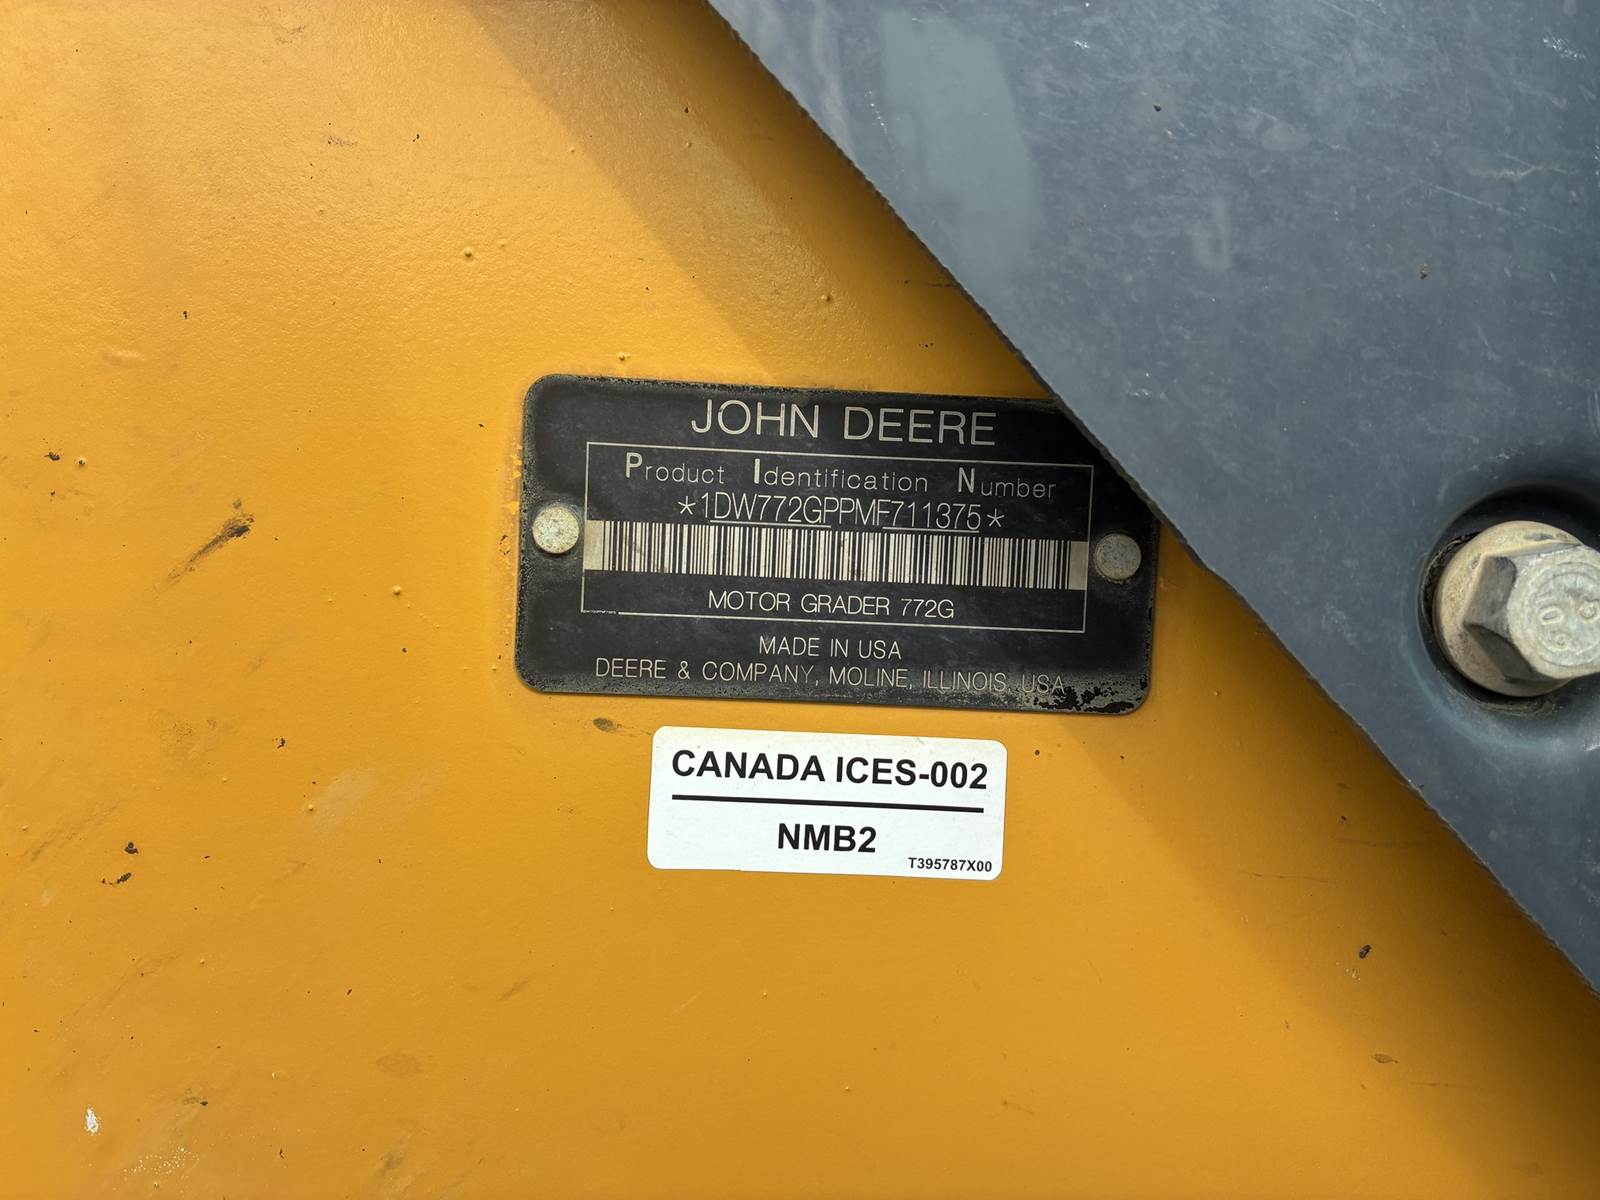 JOHN DEERE
Product Identification Number
*1DW772GPPMF711375*
MOTOR GRADER 772G
MADE IN USA
DEERE & COMPANY, MOLINE, ILLINOIS USA
CANADA ICES-002
NMB2
T395787X00